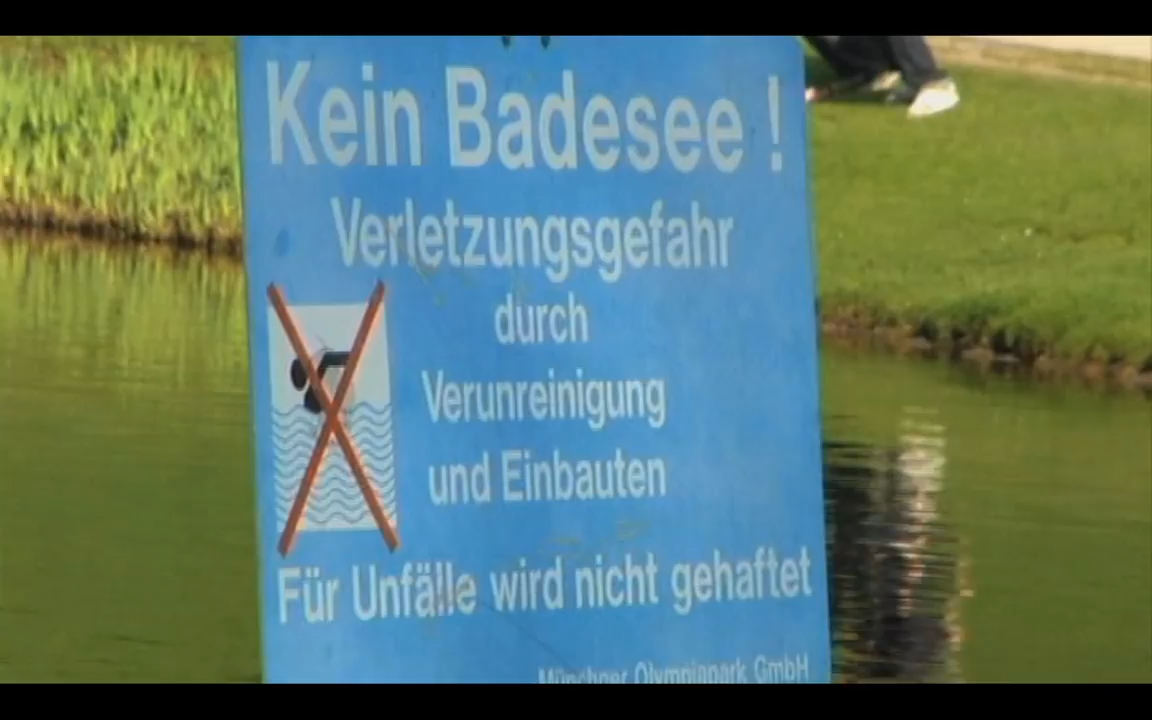 Kein Badesee !
Verletzungsgefahr
durch
Verunreinigung
und Einbauten
Für Unfälle wird nicht gehaftet
Münchner Olympiapark GmbH